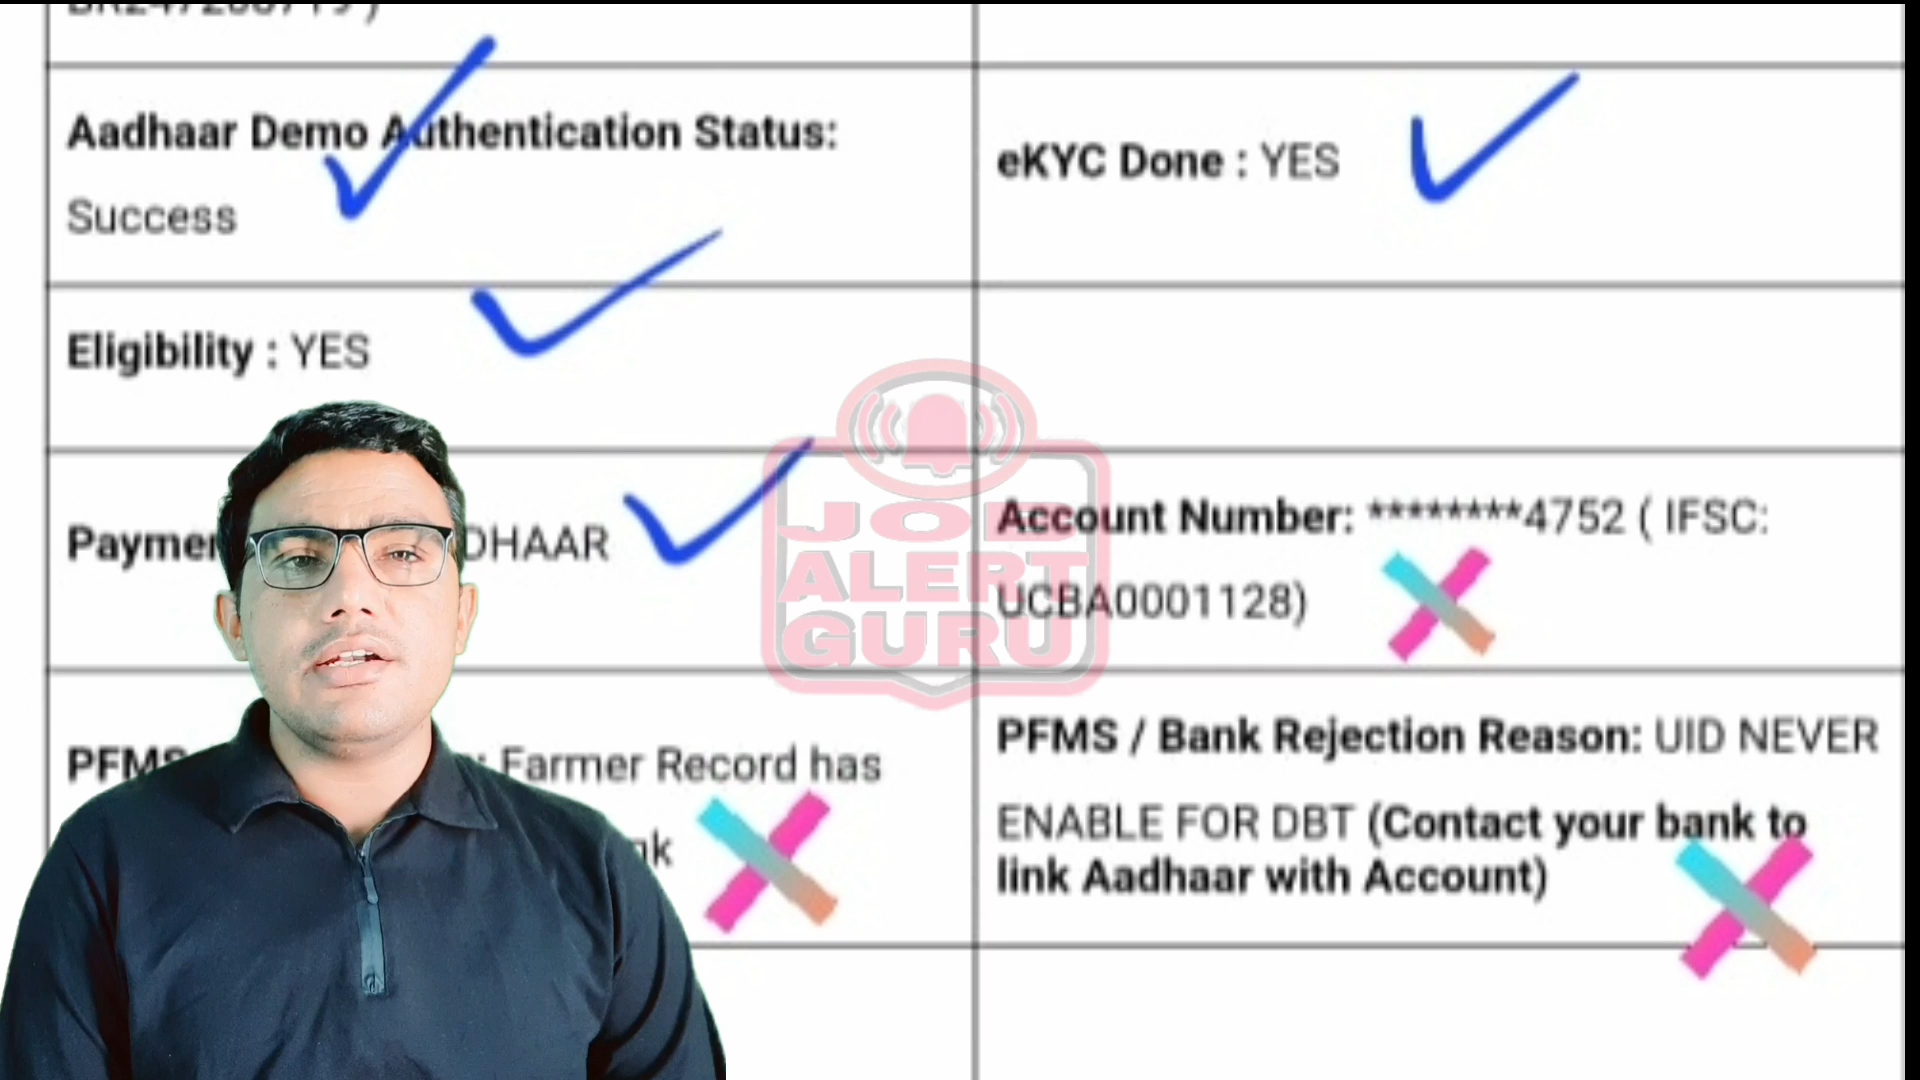 Aadhaar Demo Authentication Status:
Success
eKYC Done : YES
Eligibility : YES
DHAAR
Account Number: ********4752 ( IFSC:
UCBA0001128)
PFMS
: Farmer Record has
PFMS / Bank Rejection Reason: UID NEVER
ENABLE FOR DBT (Contact your bank to
link Aadhaar with Account)
JOB
ALERT
GURU